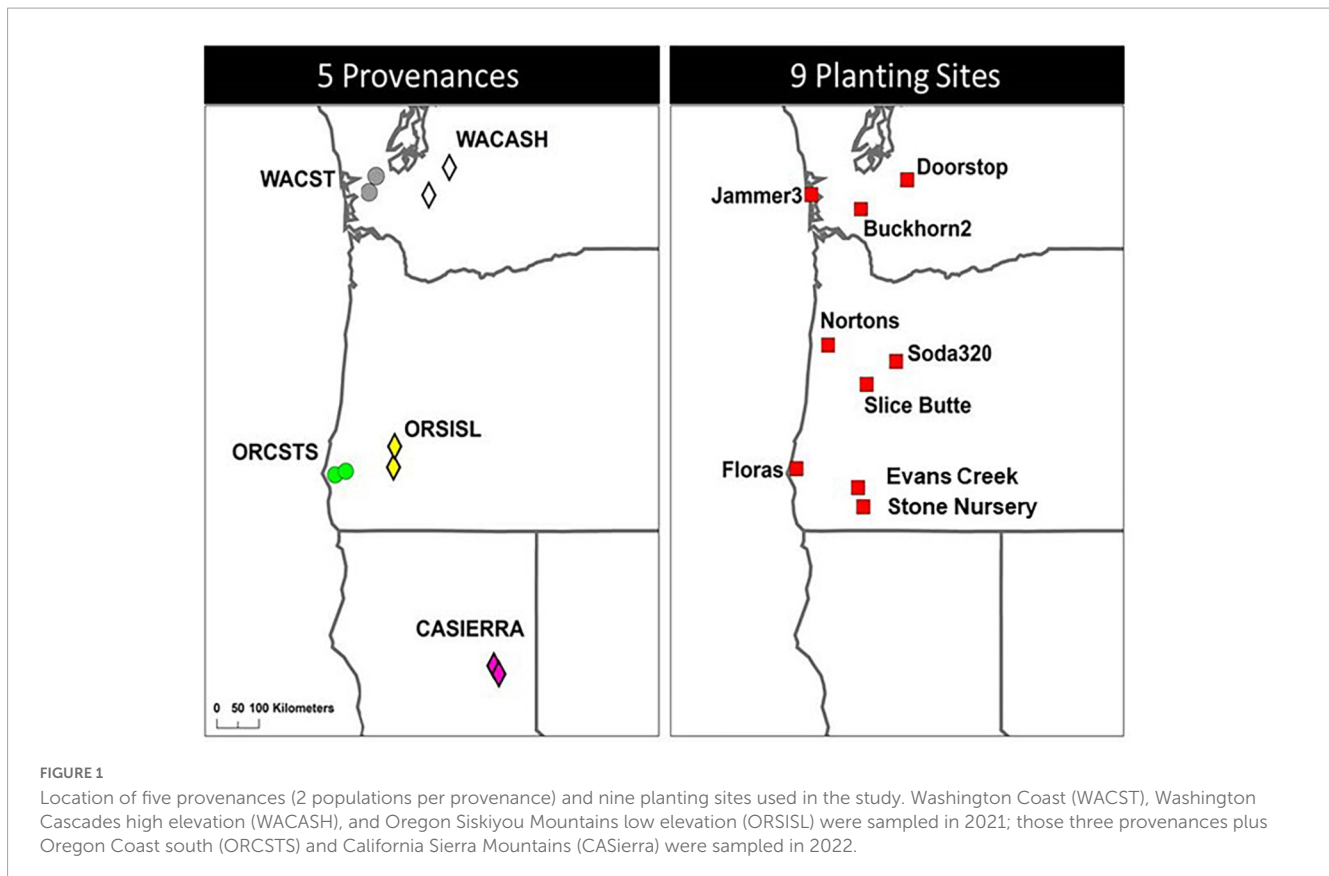 5 Provenances
9 Planting Sites
WACASH
WACST
ORSISL
ORCSTS
CASIERRA
0 50 100 Kilometers
Doorstop
Jammer3
Buckhorn2
Nortons
Soda320
Slice Butte
Floras
Evans Creek
Stone Nursery
FIGURE 1
Location of five provenances (2 populations per provenance) and nine planting sites used in the study. Washington Coast (WACST), Washington
Cascades high elevation (WACASH), and Oregon Siskiyou Mountains low elevation (ORSISL) were sampled in 2021; those three provenances plus
Oregon Coast south (ORCSTS) and California Sierra Mountains (CASierra) were sampled in 2022.